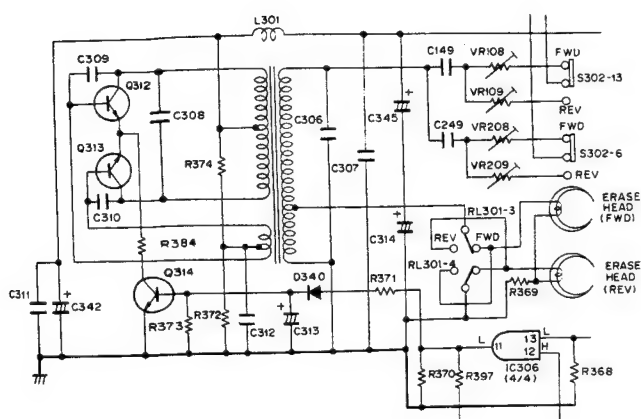 L301
C309
Q312
C308
Q313
C310
R384
Q314
C311
C342
R373
R372
R374
C312
C313
D340
R371
C306
C307
C345
C314
C149
VR108
FWD
S302-13
VR109
REV
C249
VR208
FWD
S302-6
VR209
REV
RL301-3
REV
FWD
RL301-4
ERASE
HEAD
(FWD)
ERASE
HEAD
(REV)
R369
L
11
13
L
12
H
IC306
(4/4)
R370
R397
R368
+
+
+
+